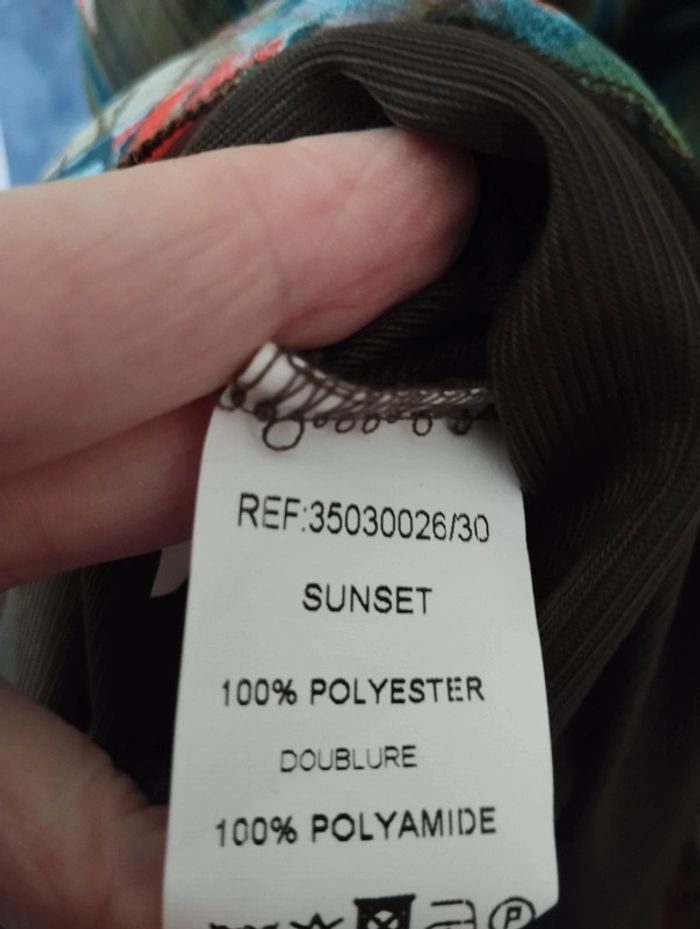 REF:35030026/30
SUNSET
100% POLYESTER
DOUBLURE
100% POLYAMIDE
P